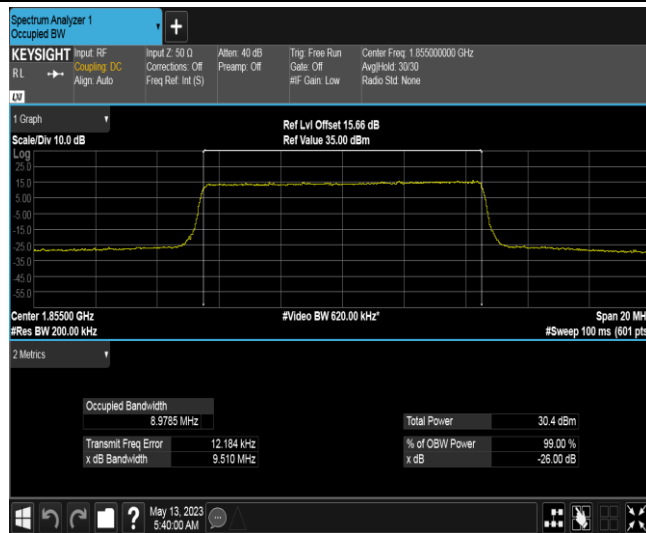 Spectrum Analyzer 1
Occupied BW
+
KEYSIGHT
RL
LXI
Input: RF
Coupling: DC
Align: Auto
Input Z: 50 Ω
Corrections: Off
Freq Ref: Int (S)
Atten: 40 dB
Preamp: Off
Trig: Free Run
Gate: Off
#IF Gain: Low
Center Freq: 1.855000000 GHz
Avg|Hold: 30/30
Radio Std: None
1 Graph
Scale/Div 10.0 dB
Ref Lvl Offset 15.66 dB
Ref Value 35.00 dBm
Log
25.0
15.0
5.00
-5.00
-15.0
-25.0
-35.0
-45.0
-55.0
Center 1.85500 GHz
#Res BW 200.00 kHz
#Video BW 620.00 kHz*
Span 20 MH
#Sweep 100 ms (601 pts
2 Metrics
Occupied Bandwidth
8.9785 MHz
Transmit Freq Error 12.184 kHz
x dB Bandwidth 9.510 MHz
Total Power 30.4 dBm
% of OBW Power 99.00 %
x dB -26.00 dB
?
May 13, 2023
5:40:00 AM